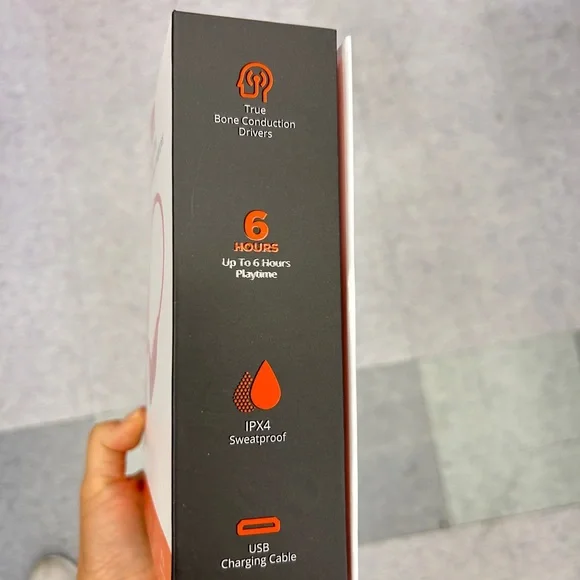 True
Bone Conduction
Drivers
6
HOURS
Up To 6 Hours
Playtime
IPX4
Sweatproof
USB
Charging Cable